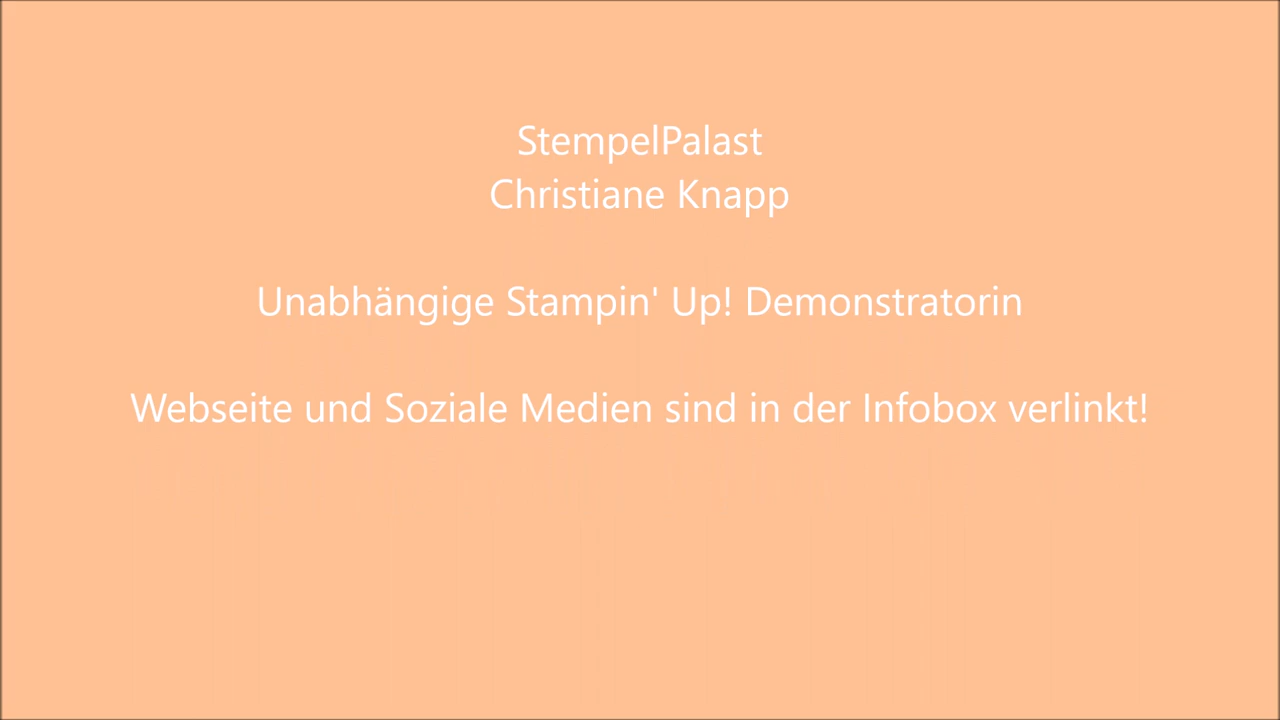 StempelPalast
Christiane Knapp
Unabhängige Stampin' Up! Demonstratorin
Webseite und Soziale Medien sind in der Infobox verlinkt!